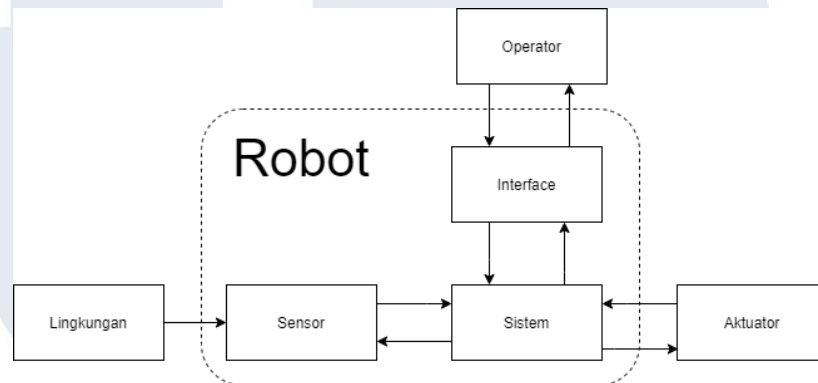 Operator
Robot
Interface
Lingkungan
Sensor
Sistem
Aktuator